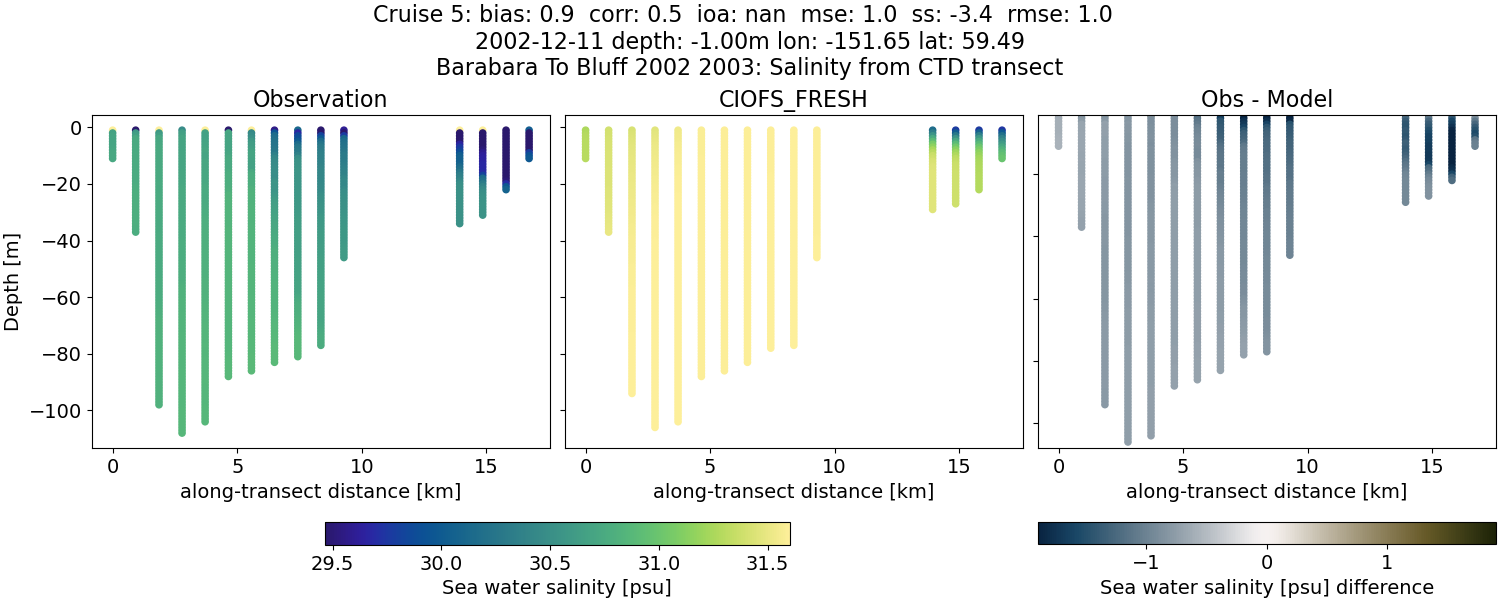 Cruise 5: bias: 0.9  corr: 0.5  ioa: nan  mse: 1.0  ss: -3.4  rmse: 1.0
2002-12-11 depth: -1.00m lon: -151.65 lat: 59.49
Barabara To Bluff 2002 2003: Salinity from CTD transect
Observation
CIOFS_FRESH
Obs - Model
Depth [m]
0
−20
−40
−60
−80
−100
0 5 10 15
0 5 10 15
0 5 10 15
along-transect distance [km]
along-transect distance [km]
along-transect distance [km]
29.5 30.0 30.5 31.0 31.5
Sea water salinity [psu]
−1 0 1
Sea water salinity [psu] difference